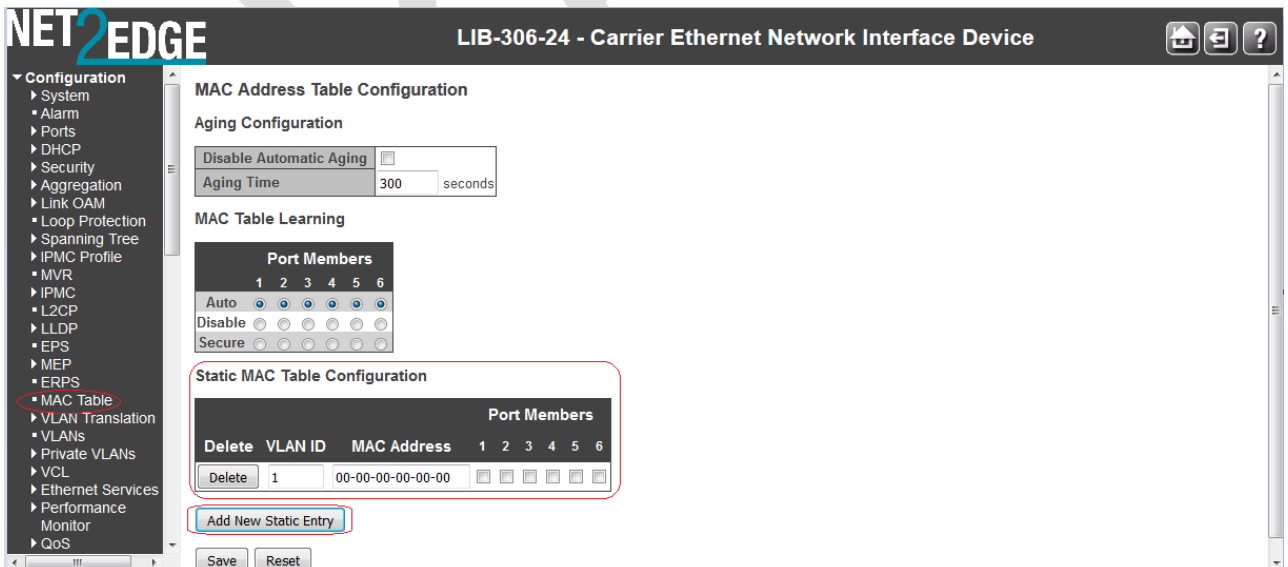 NET2EDGE
LIB-306-24 - Carrier Ethernet Network Interface Device
?
Configuration
System
Alarm
Ports
DHCP
Security
Aggregation
Link OAM
Loop Protection
Spanning Tree
IPMC Profile
MVR
IPMC
L2CP
LLDP
EPS
MEP
ERPS
MAC Table
VLAN Translation
VLANs
Private VLANs
VCL
Ethernet Services
Performance
Monitor
QoS
MAC Address Table Configuration
Aging Configuration
Disable Automatic Aging
Aging Time 300 seconds
MAC Table Learning
Port Members
1 2 3 4 5 6
Auto
Disable
Secure
Static MAC Table Configuration
Port Members
Delete VLAN ID MAC Address 1 2 3 4 5 6
Delete 1 00-00-00-00-00-00
Add New Static Entry
Save Reset